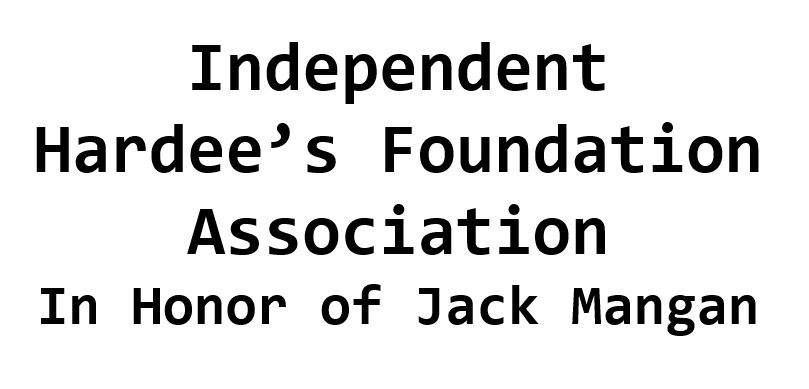 Independent
Hardee’s Foundation
Association
In Honor of Jack Mangan